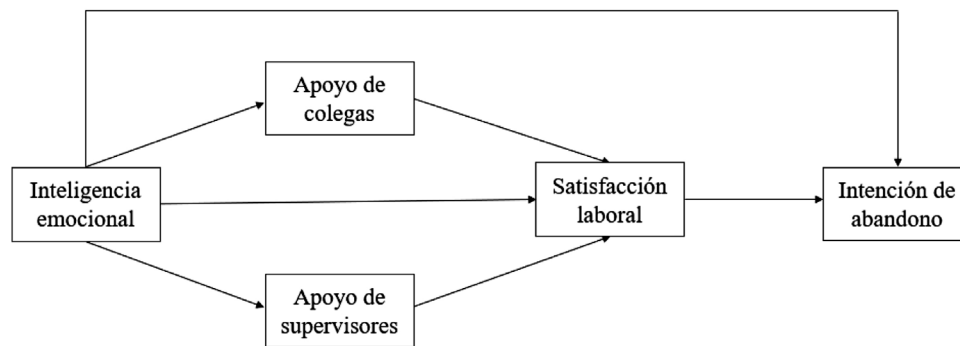 Apoyo de
colegas
Inteligencia
emocional
Satisfacción
laboral
Intención de
abandono
Apoyo de
supervisores